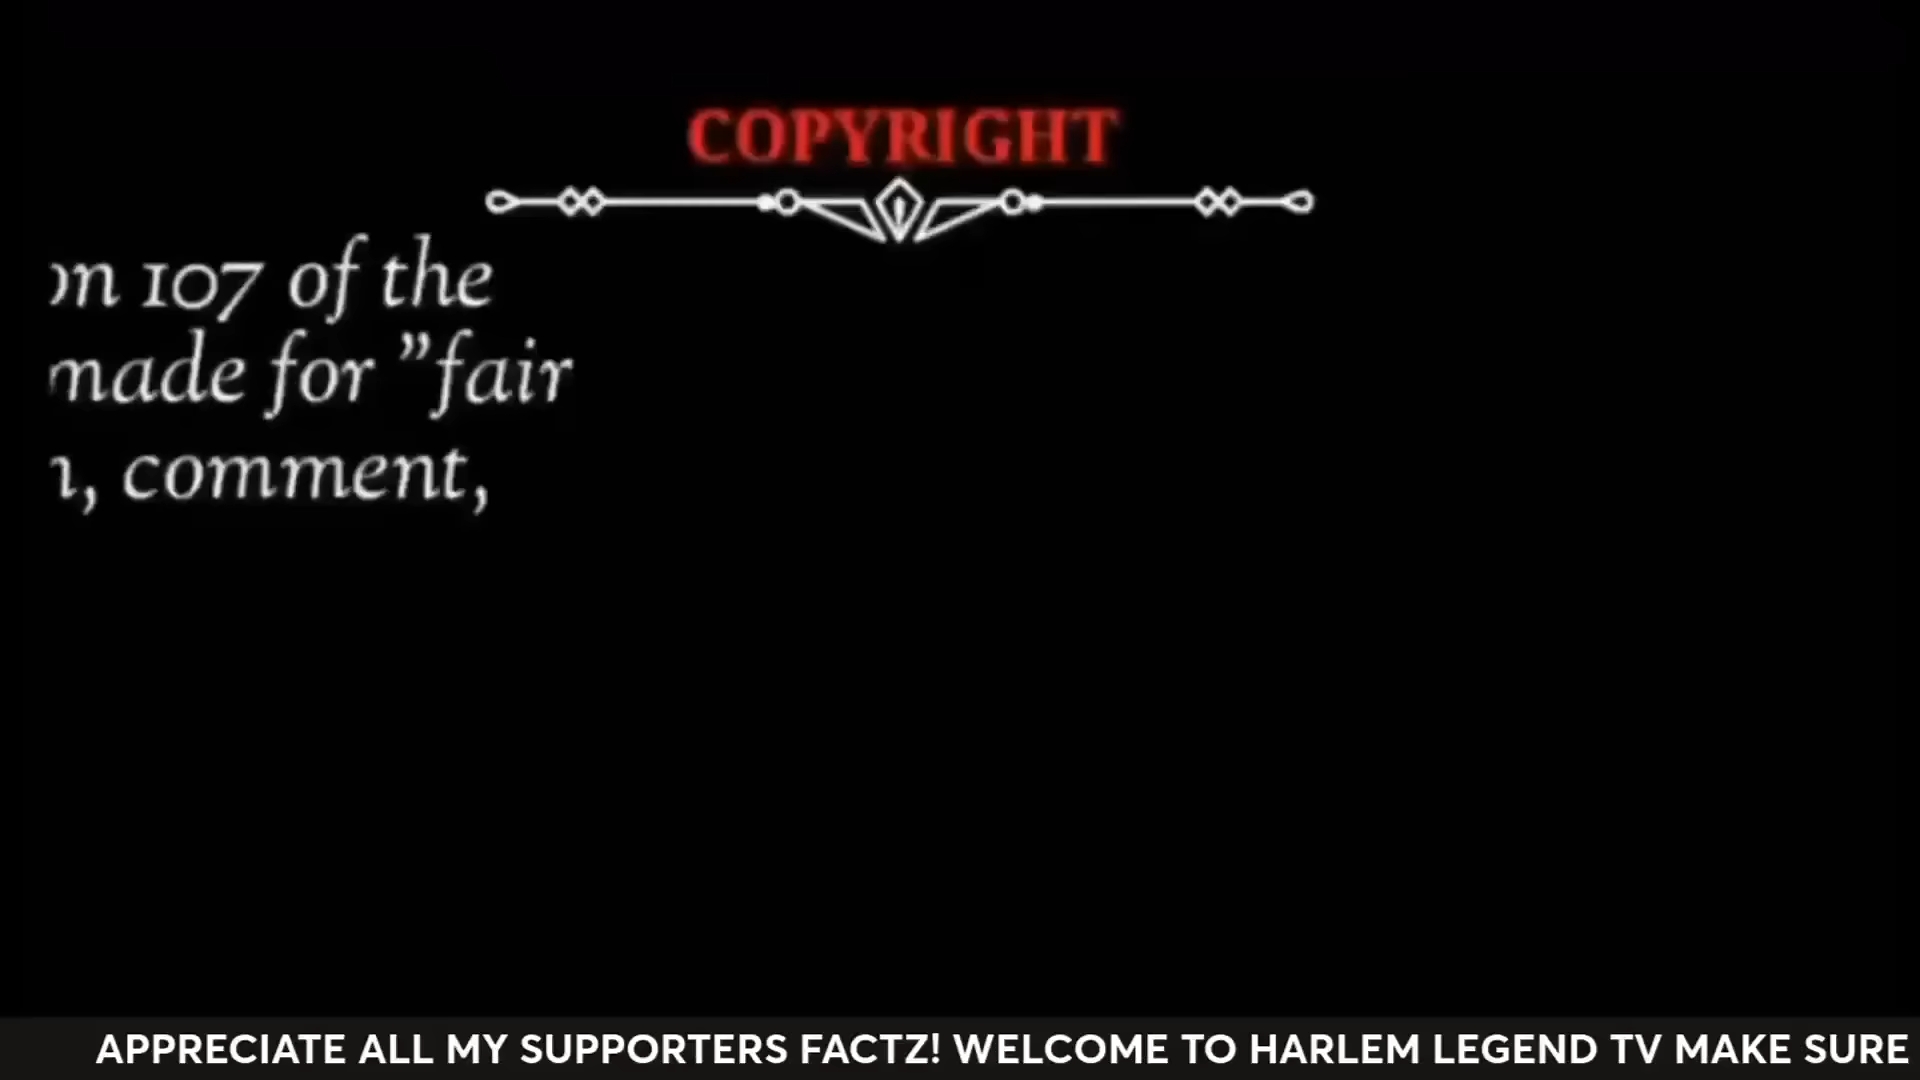 COPYRIGHT
107 of the
made for ”fair
, comment,
APPRECIATE ALL MY SUPPORTERS FACTZ! WELCOME TO HARLEM LEGEND TV MAKE SURE